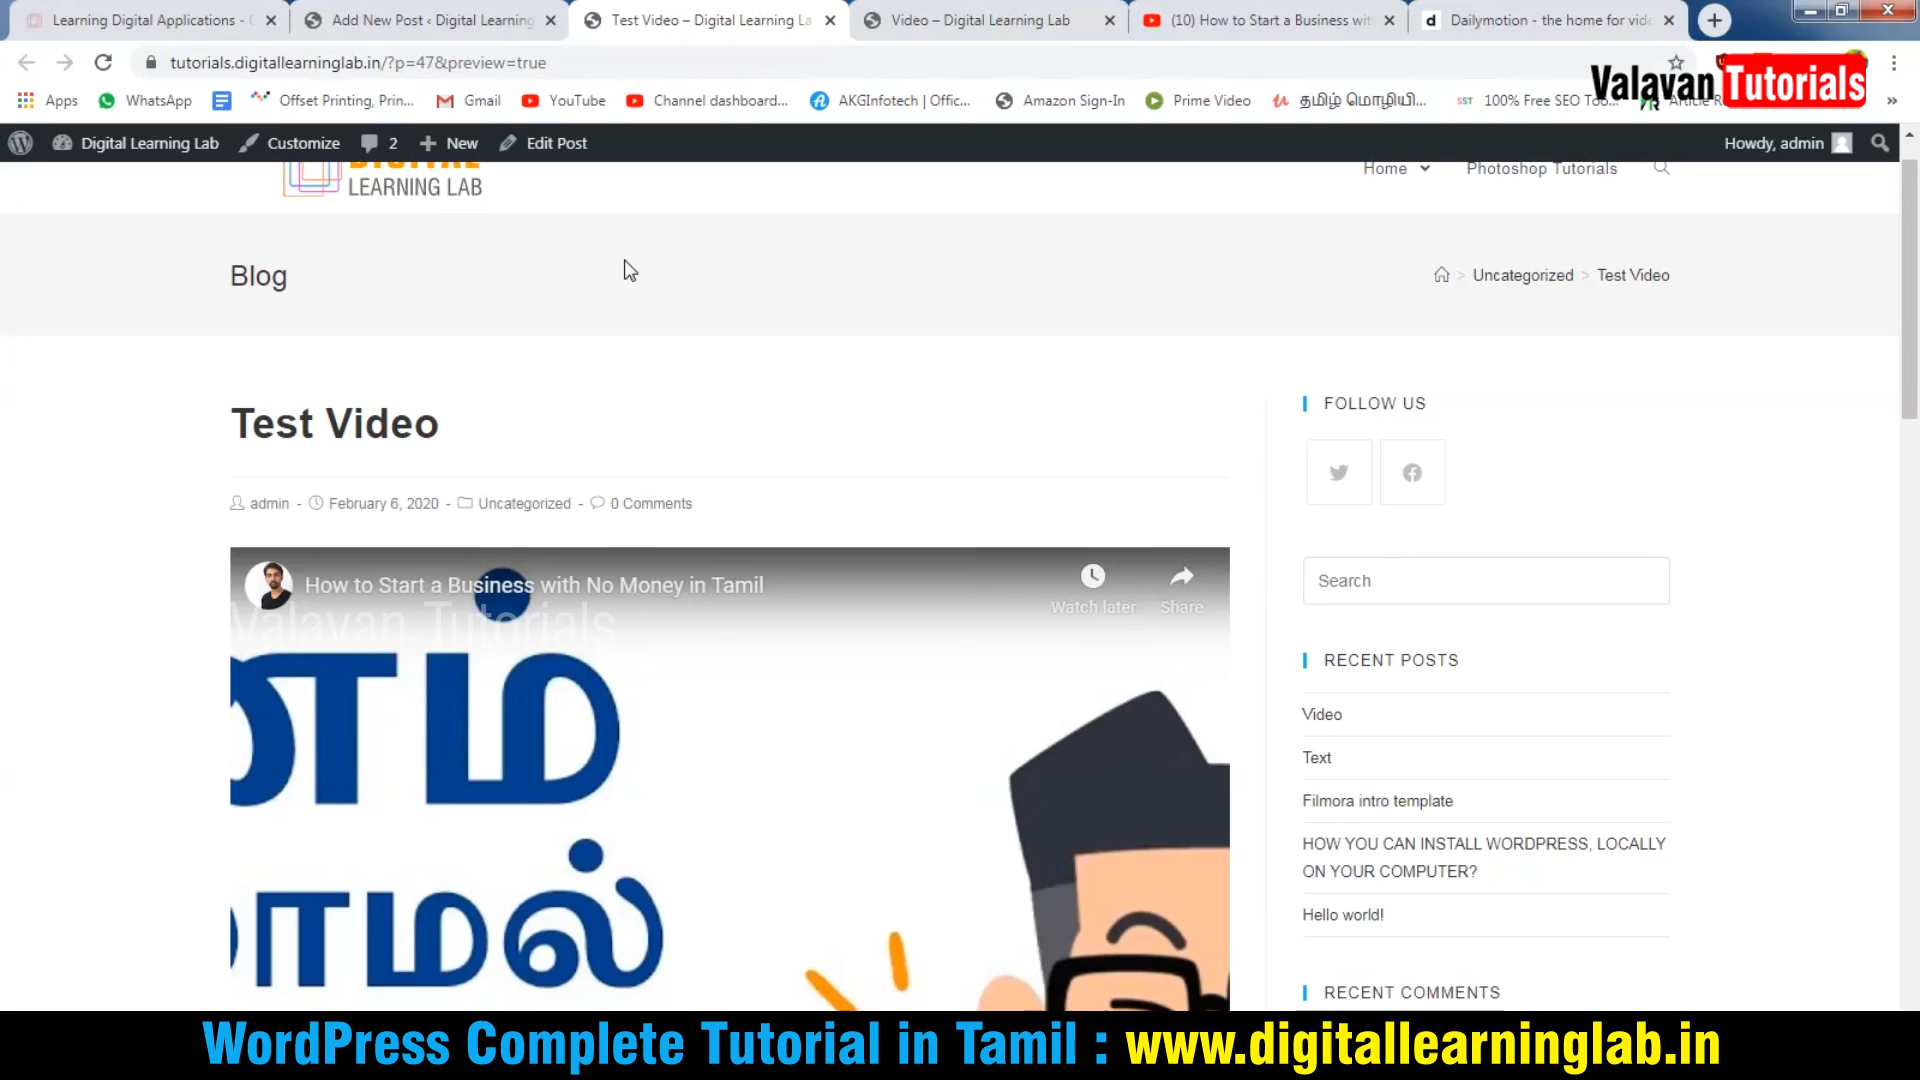 Learning Digital Applications -
Add New Post ‹ Digital Learning
Test Video – Digital Learning La
Video – Digital Learning Lab
(10) How to Start a Business wit
d Dailymotion - the home for vide
tutorials.digitallearninglab.in/?p=47&preview=true
Valavan Tutorials
Apps
WhatsApp
Offset Printing, Prin...
Gmail
YouTube
Channel dashboard...
AKGInfotech | Offic...
Amazon Sign-In
Prime Video
தமிழ் மொழியி...
SST 100% Free SEO Too...
Digital Learning Lab
Customize
2
New
Edit Post
Howdy, admin
DIGITAL
LEARNING LAB
Home
Photoshop Tutorials
Blog
> Uncategorized > Test Video
Test Video
admin - February 6, 2020 - Uncategorized - 0 Comments
How to Start a Business with No Money in Tamil
Watch later
Share
Valavan Tutorials
FOLLOW US
Search
RECENT POSTS
Video
Text
Filmora intro template
HOW YOU CAN INSTALL WORDPRESS, LOCALLY
ON YOUR COMPUTER?
Hello world!
RECENT COMMENTS
WordPress Complete Tutorial in Tamil : www.digitallearninglab.in